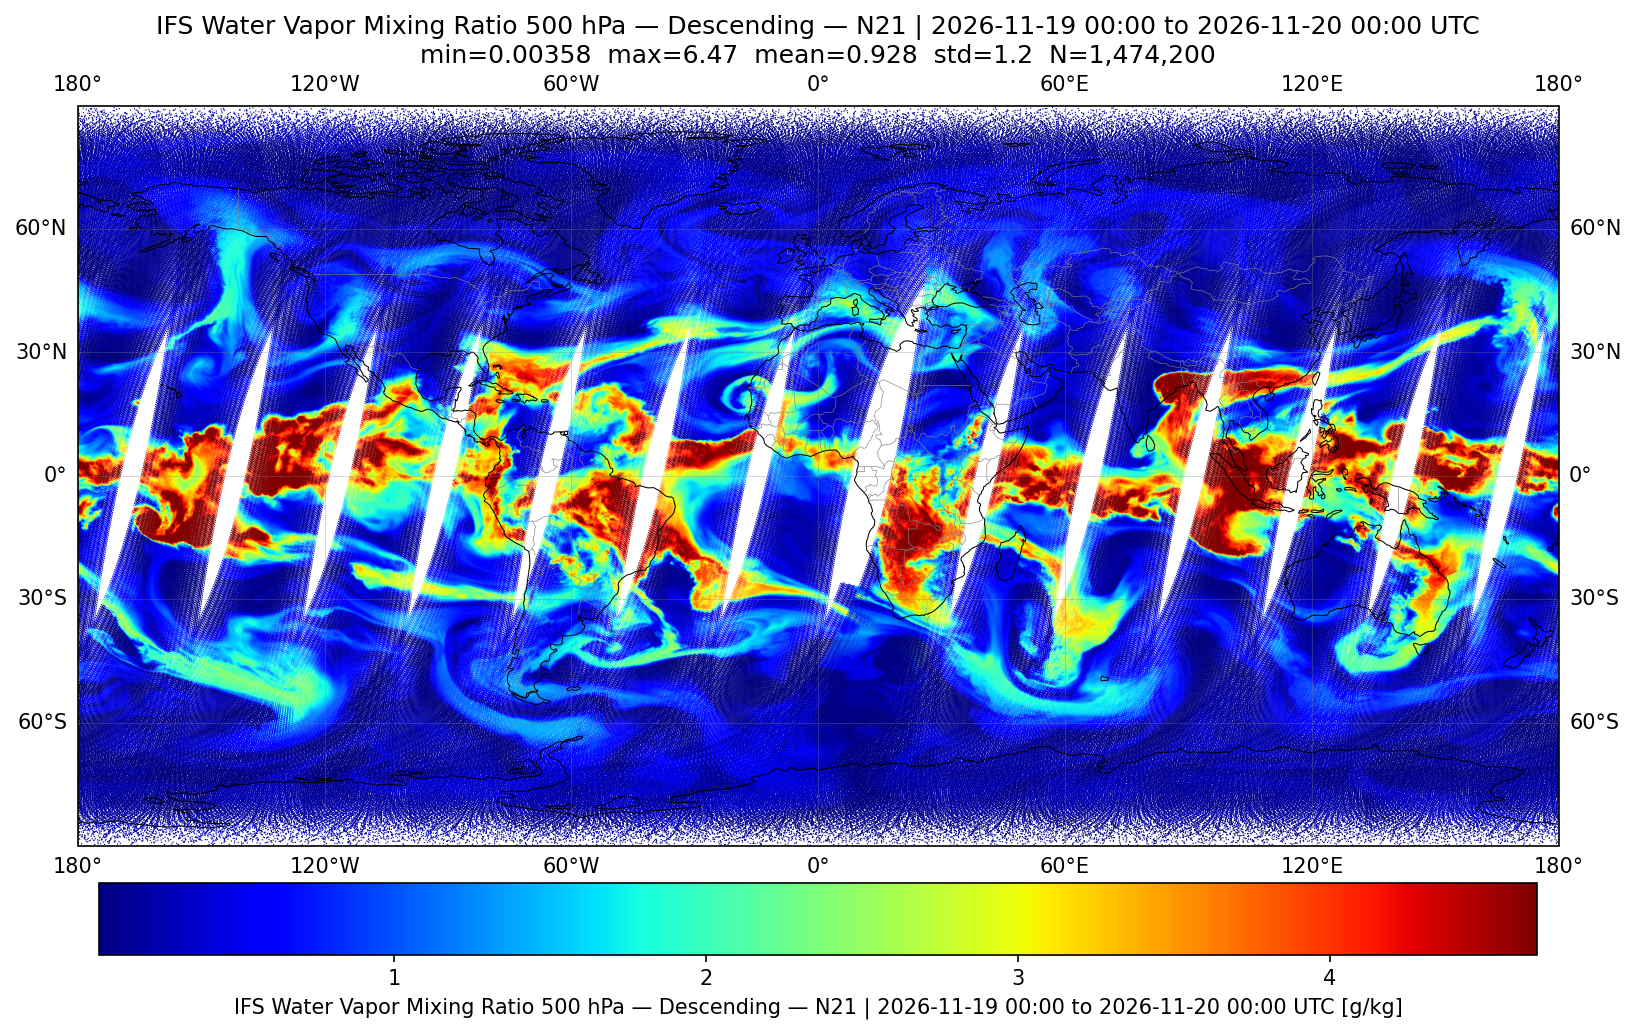 IFS Water Vapor Mixing Ratio 500 hPa — Descending — N21 | 2026-11-19 00:00 to 2026-11-20 00:00 UTC
min=0.00358  max=6.47  mean=0.928  std=1.2  N=1,474,200
180° 120°W 60°W 0° 60°E 120°E 180°
60°N 60°N
30°N 30°N
0° 0°
30°S 30°S
60°S 60°S
180° 120°W 60°W 0° 60°E 120°E 180°
1 2 3 4
IFS Water Vapor Mixing Ratio 500 hPa — Descending — N21 | 2026-11-19 00:00 to 2026-11-20 00:00 UTC [g/kg]